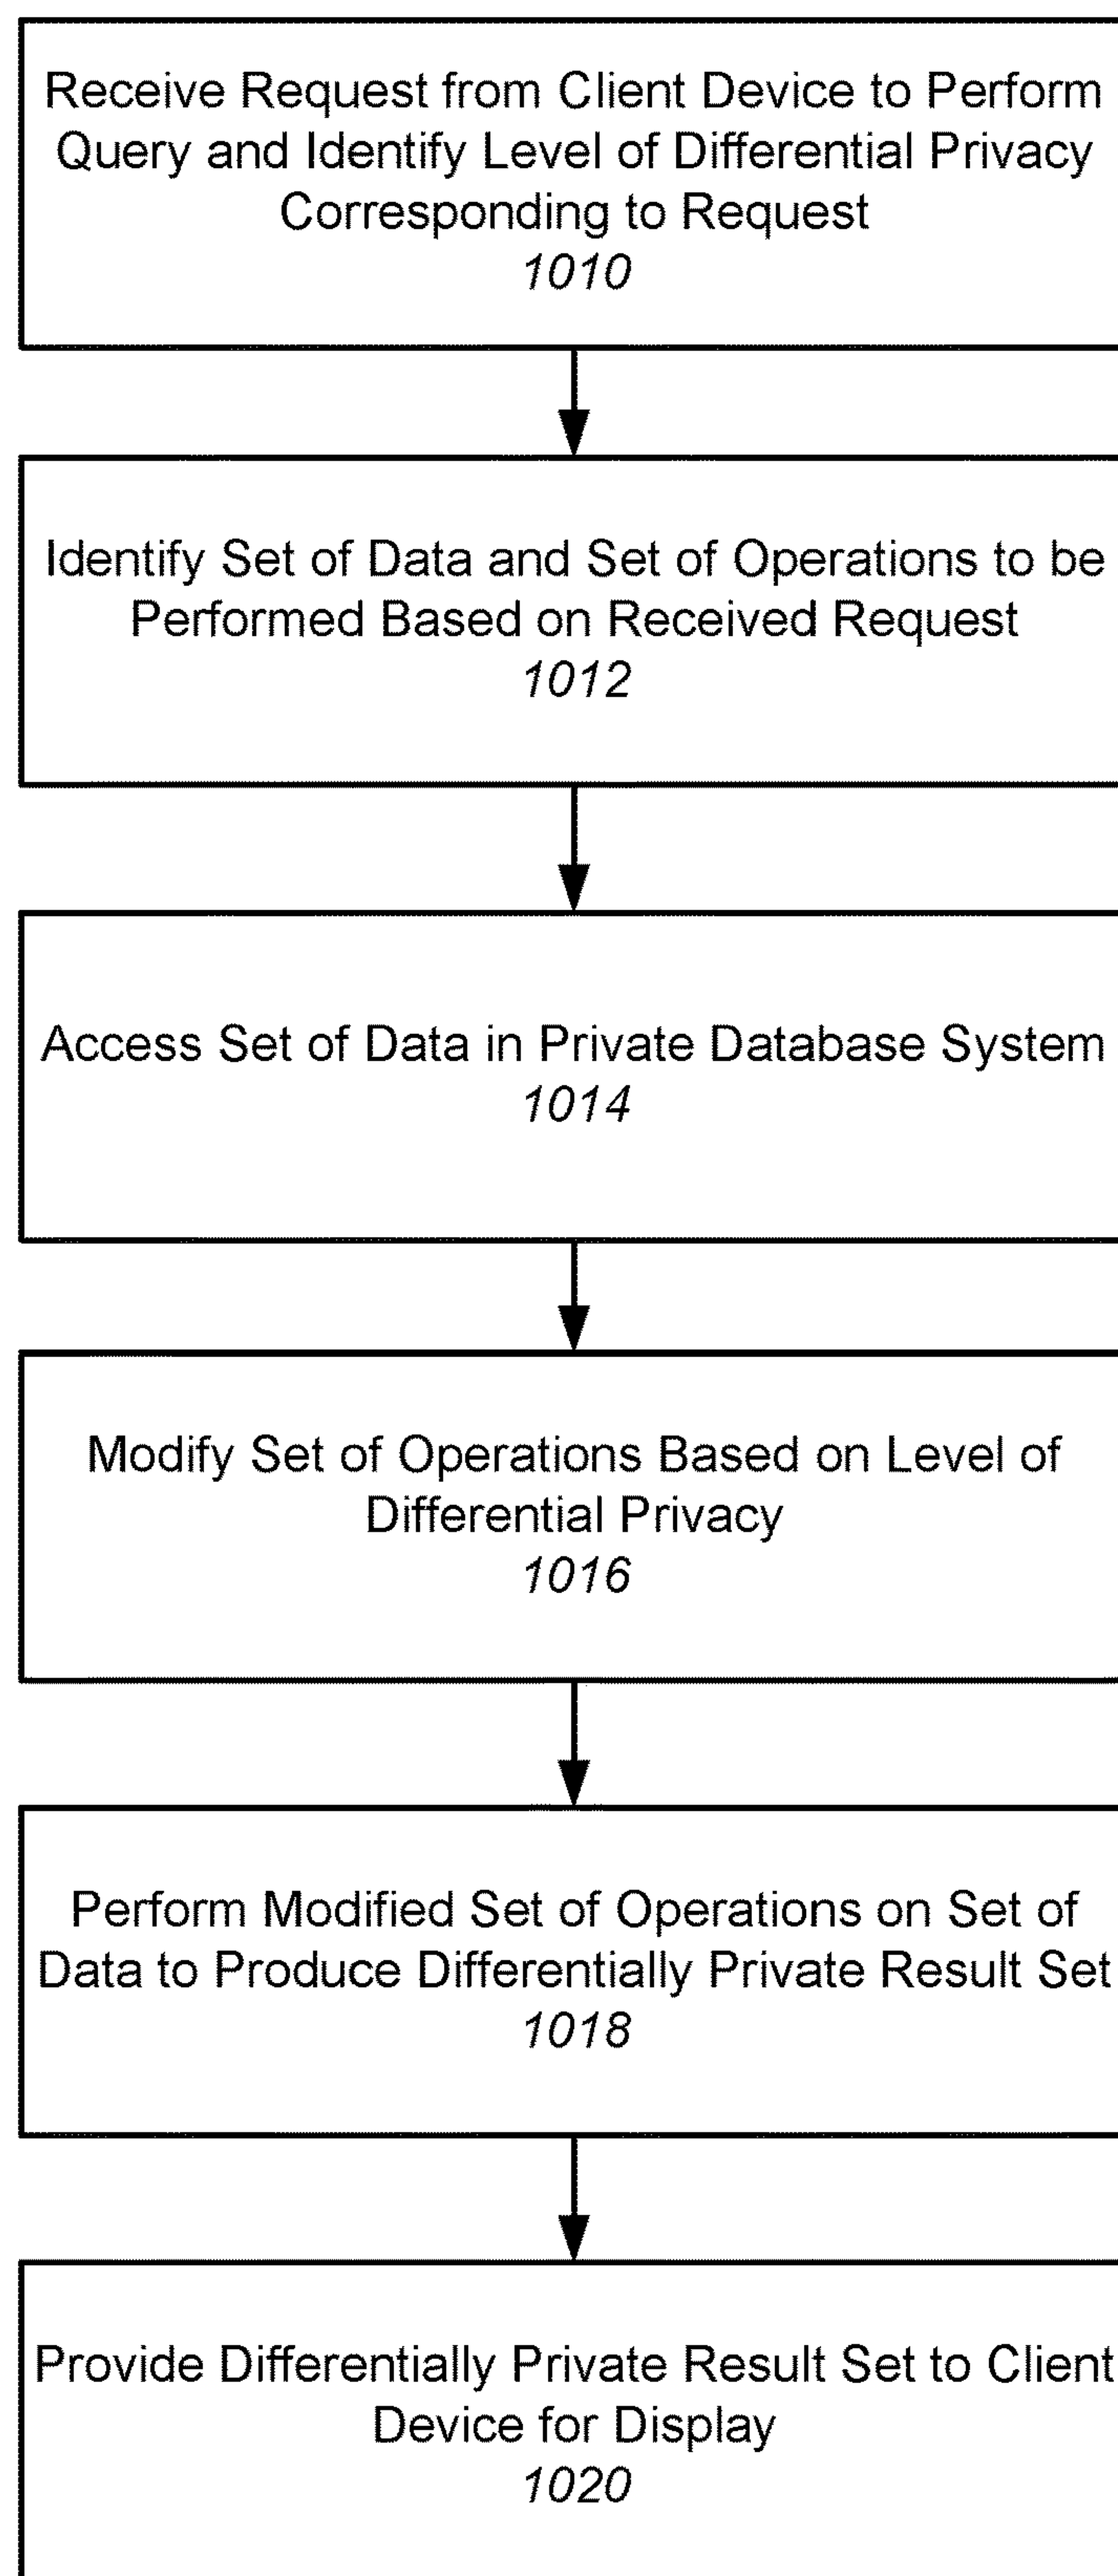 Receive Request from Client Device to Perform
Query and Identify Level of Differential Privacy
Corresponding to Request
1010
Identify Set of Data and Set of Operations to be
Performed Based on Received Request
1012
Access Set of Data in Private Database System
1014
Modify Set of Operations Based on Level of
Differential Privacy
1016
Perform Modified Set of Operations on Set of
Data to Produce Differentially Private Result Set
1018
Provide Differentially Private Result Set to Client
Device for Display
1020